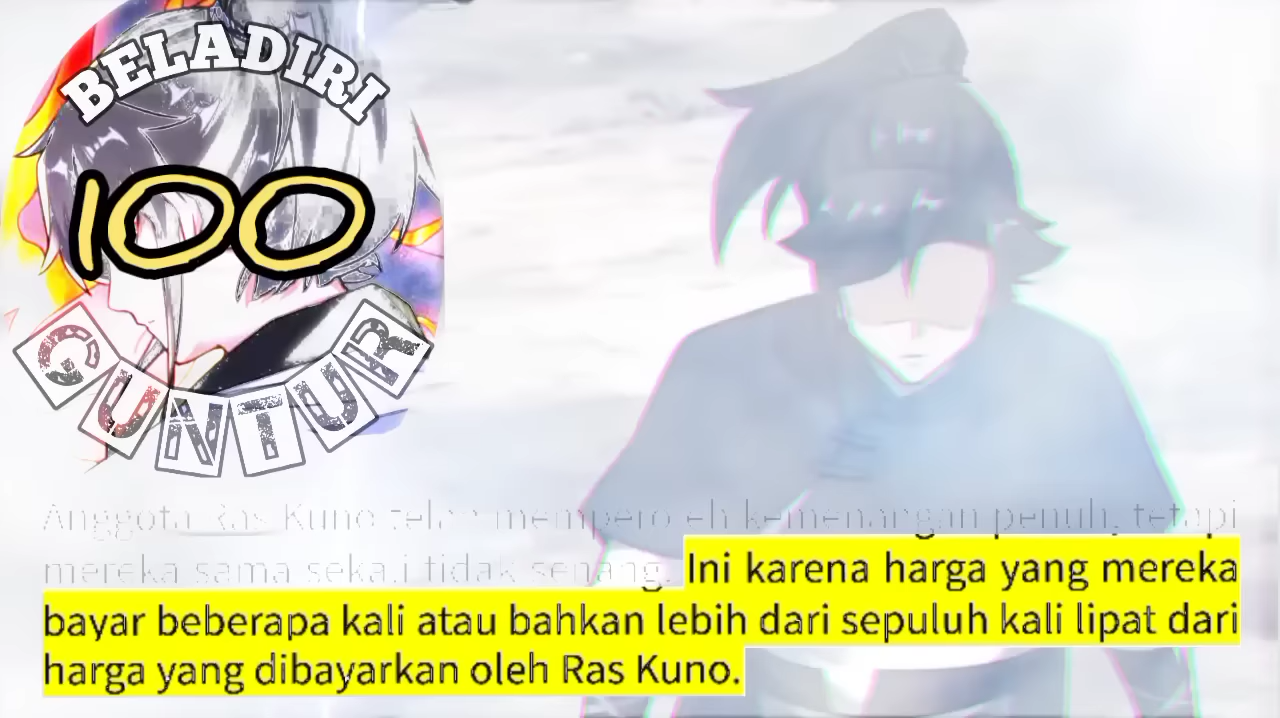 BELADIRI
100
GUNTUR
Anggota Ras Kuno telah memperoleh kemenangan penuh, tetapi
mereka sama sekali tidak senang. Ini karena harga yang mereka
bayar beberapa kali atau bahkan lebih dari sepuluh kali lipat dari
harga yang dibayarkan oleh Ras Kuno.